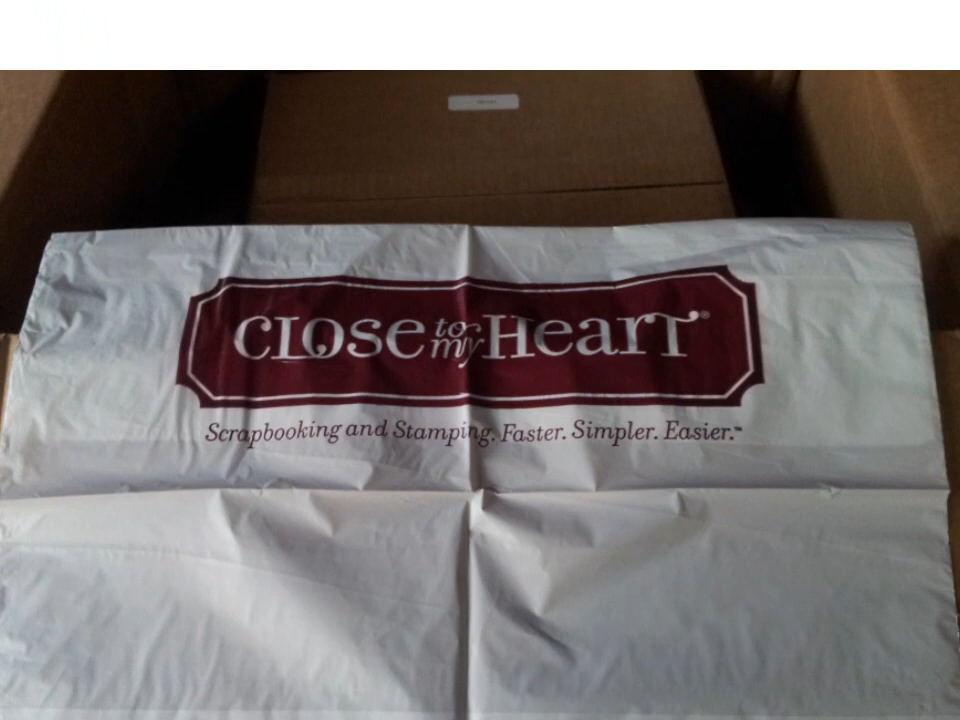 CLOSE to my HearT®
Scrapbooking and Stamping. Faster. Simpler. Easier.™